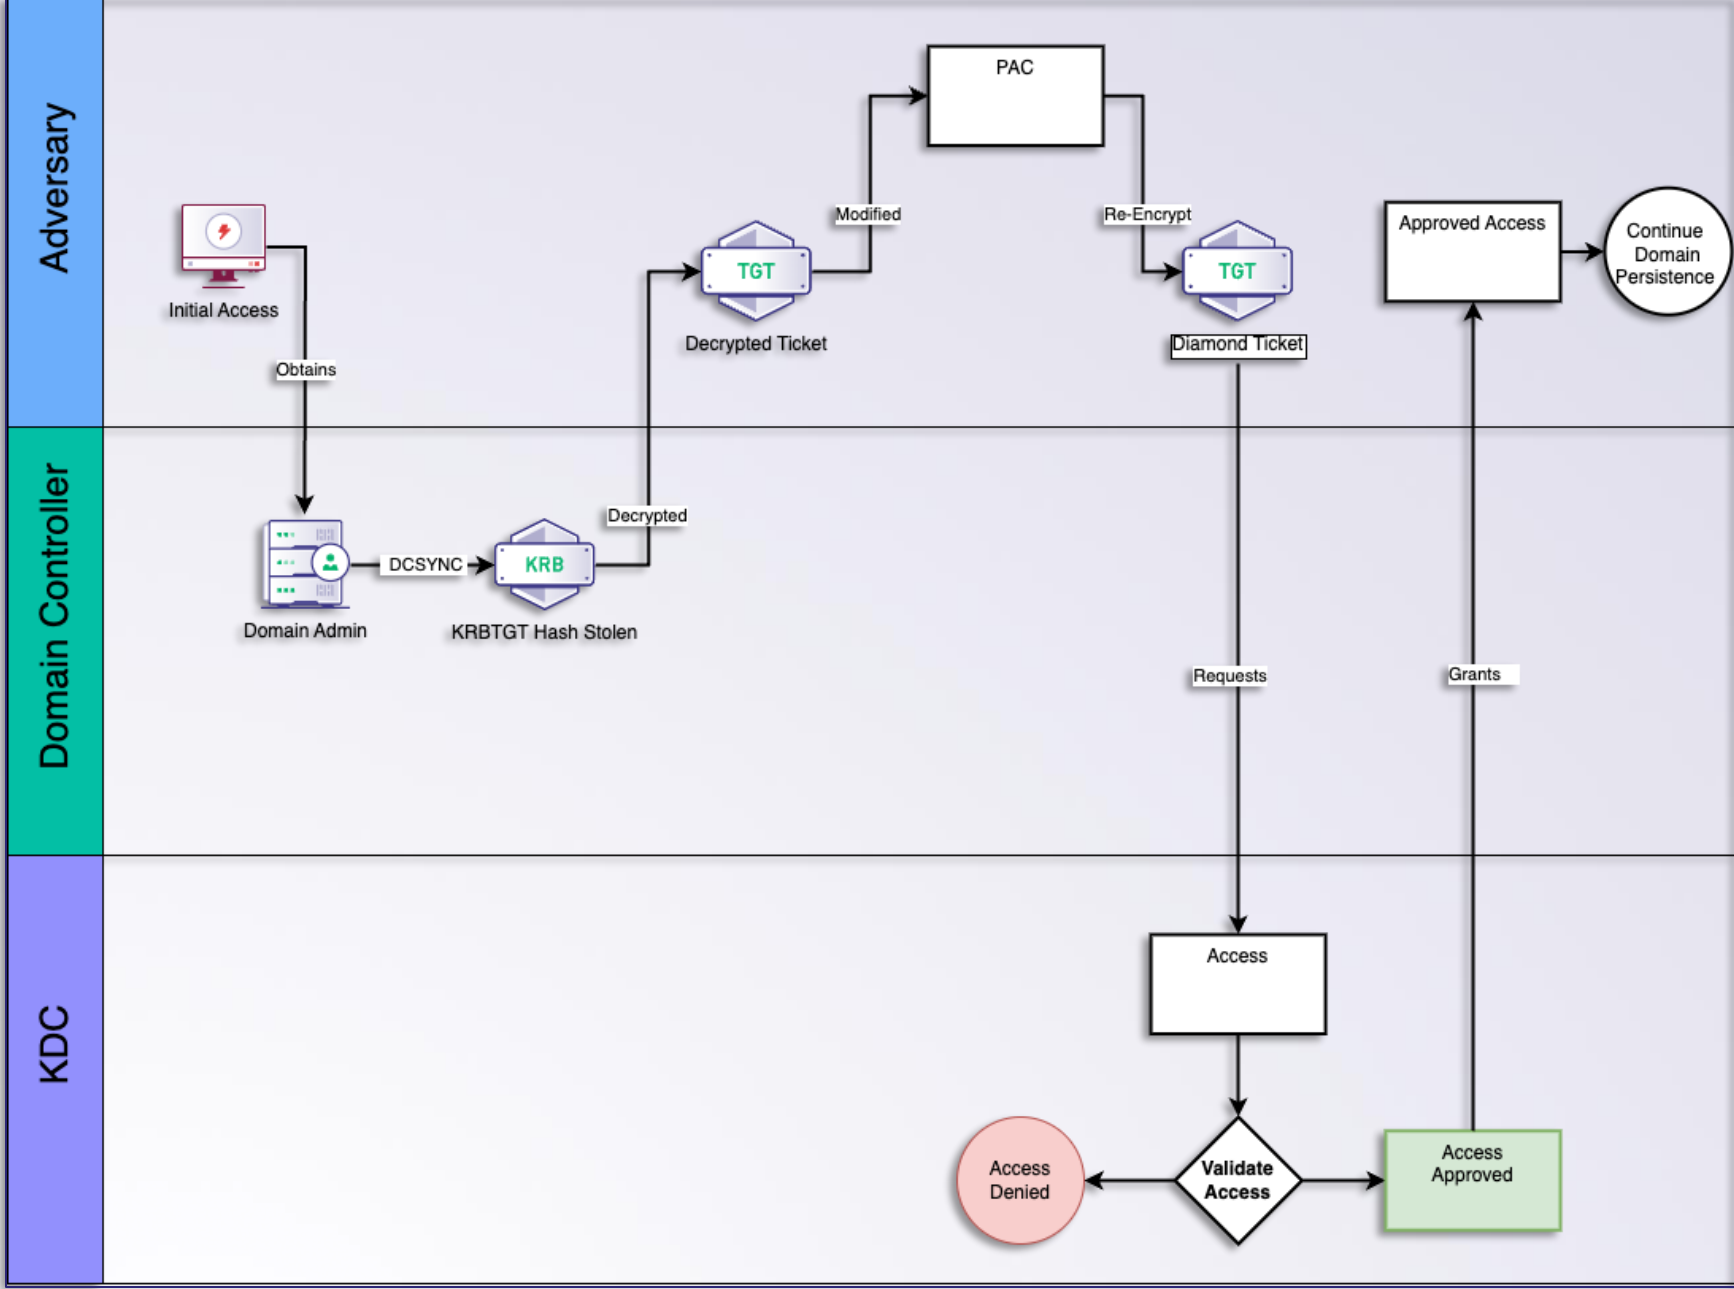 Adversary
PAC
Modified
Re-Encrypt
TGT
TGT
Approved Access
Continue
Domain
Persistence
Initial Access
Decrypted Ticket
Diamond Ticket
Obtains
Domain Controller
Decrypted
DCSYNC
KRB
Domain Admin
KRBTGT Hash Stolen
Requests
Grants
KDC
Access
Access
Denied
Validate
Access
Access
Approved